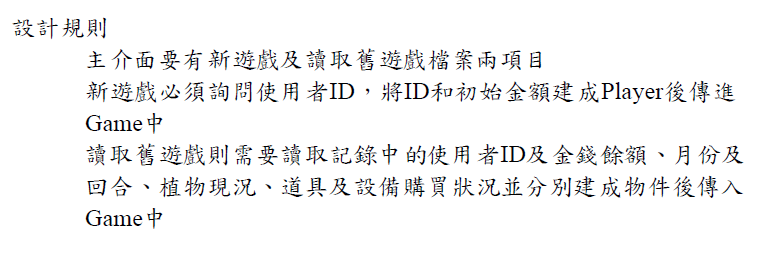 設計規則
主介面要有新遊戲及讀取舊遊戲檔案兩項目
新遊戲必須詢問使用者ID，將ID和初始金額建成Player後傳進
Game中
讀取舊遊戲則需要讀取記錄中的使用者ID及金錢餘額、月份及
回合、植物現況、道具及設備購買狀況並分別建成物件後傳入
Game中